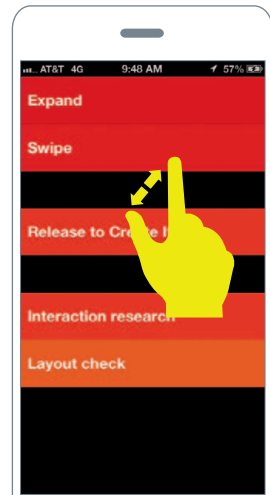 AT&T 4G 9:48 AM 57%
Expand
Swipe
Release to Create
Interaction research
Layout check